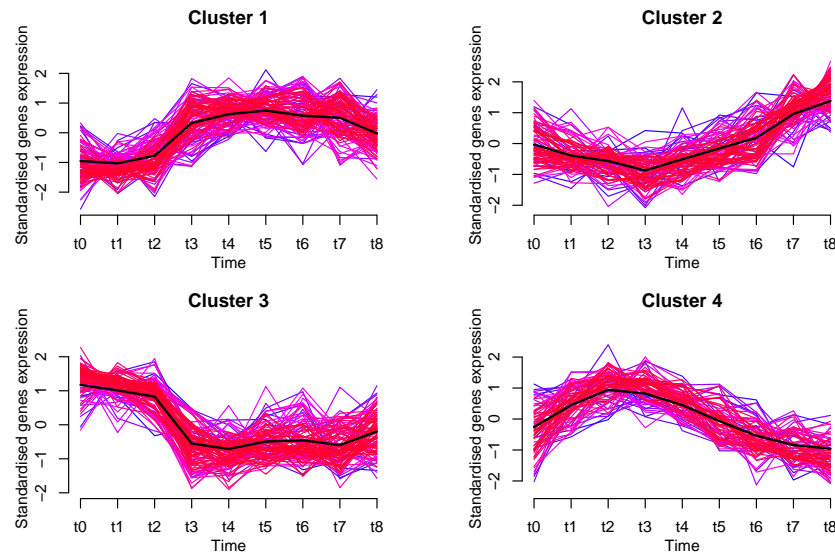 Cluster 1
Standardised genes expression
2
1
0
-1
-2
t0 t1 t2 t3 t4 t5 t6 t7 t8
Time
Cluster 2
Standardised genes expression
2
1
0
-1
-2
t0 t1 t2 t3 t4 t5 t6 t7 t8
Time
Cluster 3
Standardised genes expression
2
1
0
-1
-2
t0 t1 t2 t3 t4 t5 t6 t7 t8
Time
Cluster 4
Standardised genes expression
2
1
0
-1
-2
t0 t1 t2 t3 t4 t5 t6 t7 t8
Time